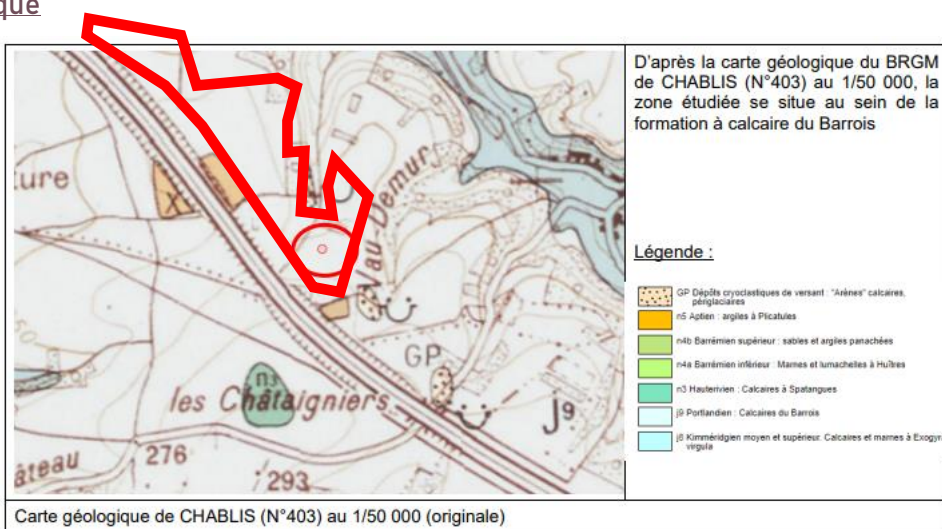 que
D'après la carte géologique du BRGM
de CHABLIS (N°403) au 1/50 000, la
zone étudiée se situe au sein de la
formation à calcaire du Barrois
ture
X
Vau-Demur
GP
n3
les Châtaigniers
j9
âteau
276
293
50
Légende :
GP Dépôts cryoclastiques de versant : "Arènes" calcaires,
périglaciaires
n5 Aptien : argiles à Plicatules
n4b Barrémien supérieur : sables et argiles panachées
n4a Barrémien inférieur : Marnes et lumachelles à Huîtres
n3 Hauterivien : Calcaires à Spatangues
j9 Portlandien : Calcaires du Barrois
j8 Kimméridgien moyen et supérieur. Calcaires et marnes à Exogyr
virgula
Carte géologique de CHABLIS (N°403) au 1/50 000 (originale)